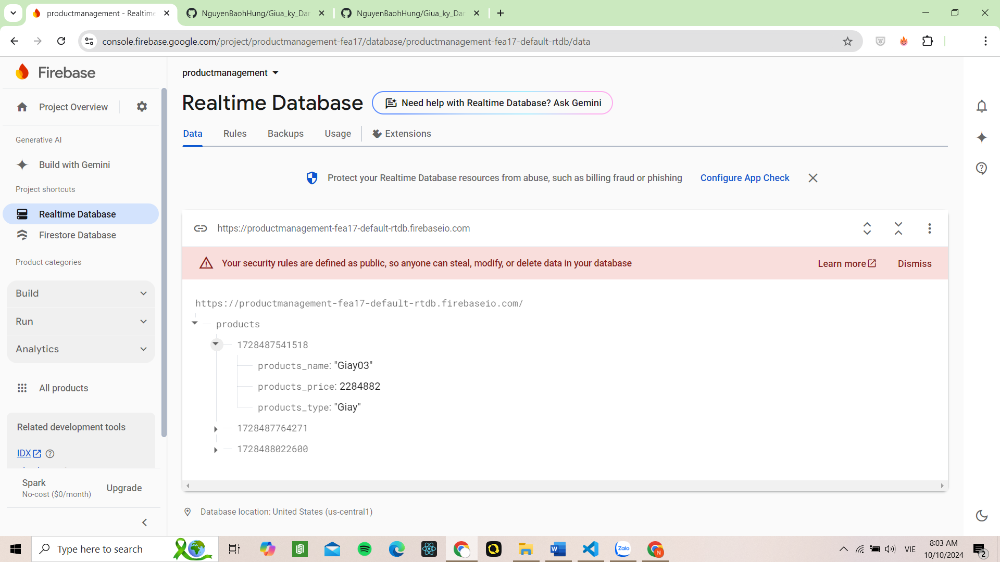 productmanagement - Realtime
NguyenBaohHung/Giua_ky_Dar
NguyenBaohHung/Giua_ky_Dar
console.firebase.google.com/project/productmanagement-fea17/database/productmanagement-fea17-default-rtdb/data
Firebase
Project Overview
Generative AI
Build with Gemini
Project shortcuts
Realtime Database
Firestore Database
Product categories
Build
Run
Analytics
All products
Related development tools
IDX
Spark
No-cost ($0/month)
Upgrade
productmanagement
Realtime Database
Need help with Realtime Database? Ask Gemini
Data
Rules
Backups
Usage
Extensions
Protect your Realtime Database resources from abuse, such as billing fraud or phishing
Configure App Check
https://productmanagement-fea17-default-rtdb.firebaseio.com
Your security rules are defined as public, so anyone can steal, modify, or delete data in your database
Learn more
Dismiss
https://productmanagement-fea17-default-rtdb.firebaseio.com/
products
1728487541518
products_name: "Giay03"
products_price: 2284882
products_type: "Giay"
1728487764271
1728488022600
Database location: United States (us-central1)
Type here to search
Zalo
N
VIE
8:03 AM
10/10/2024
2